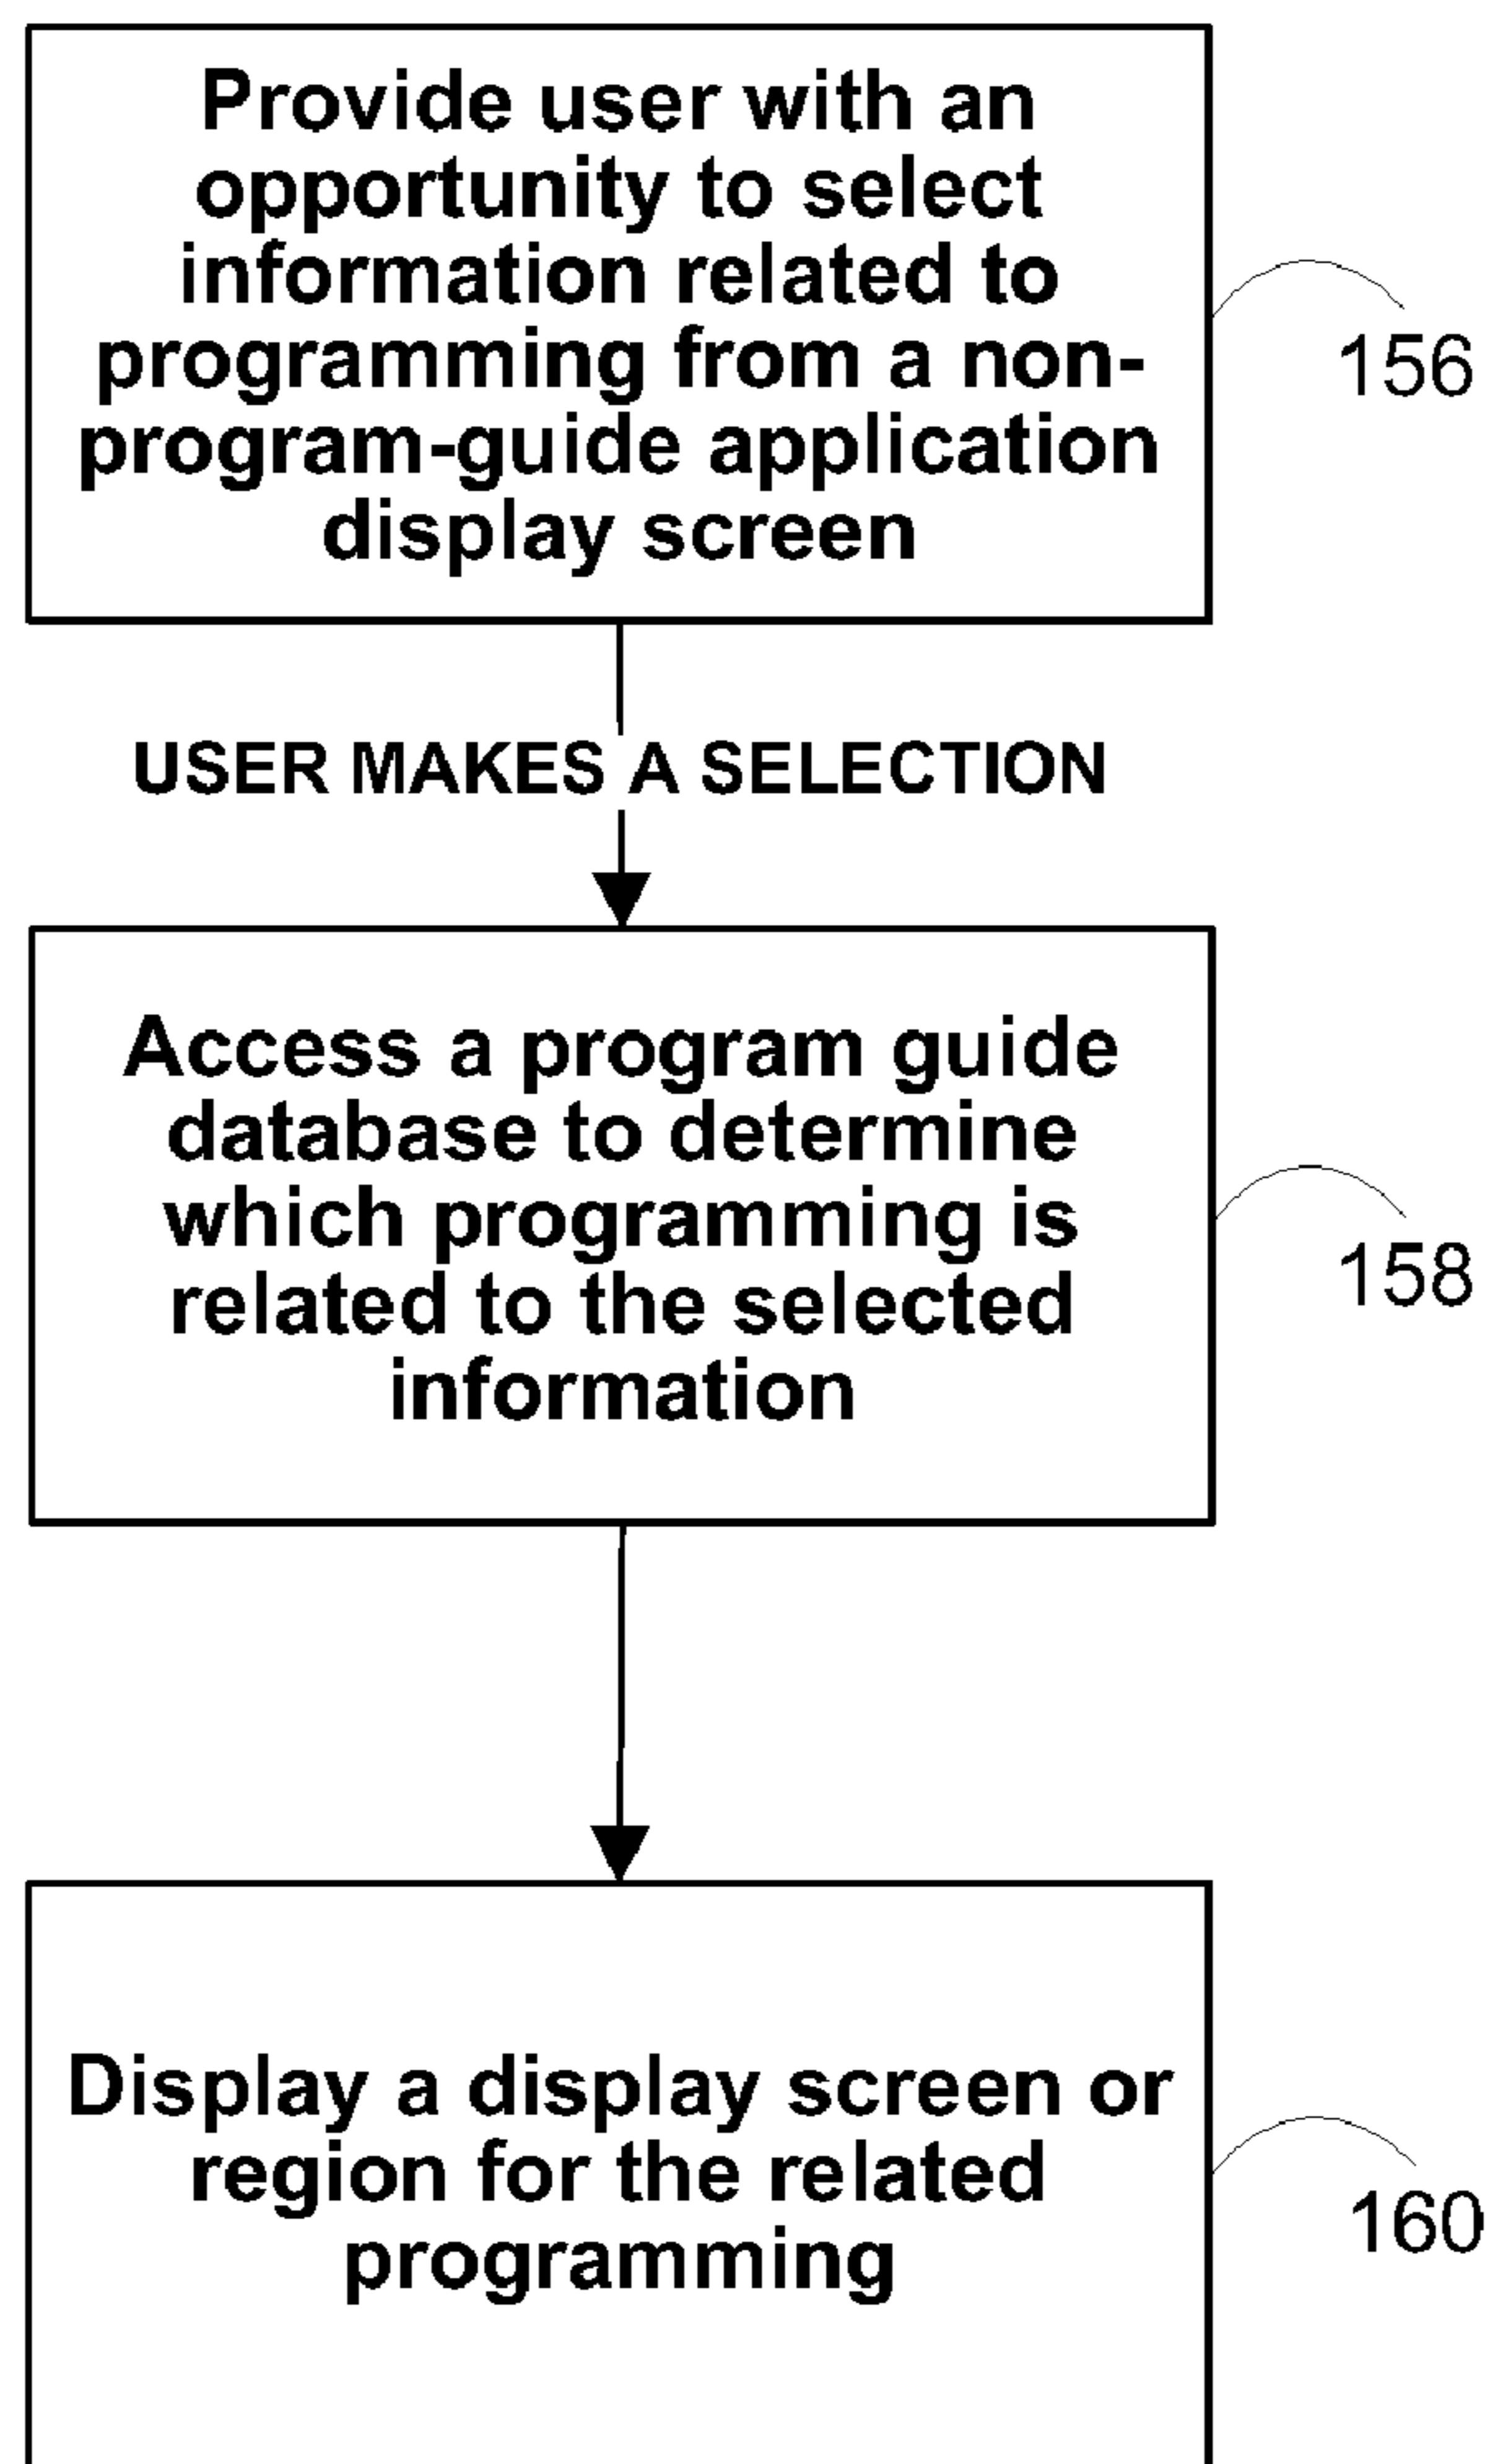 Provide user with an
opportunity to select
information related to
programming from a non-
program-guide application
display screen
156
USER MAKES A SELECTION
Access a program guide
database to determine
which programming is
related to the selected
information
158
Display a display screen or
region for the related
programming
160